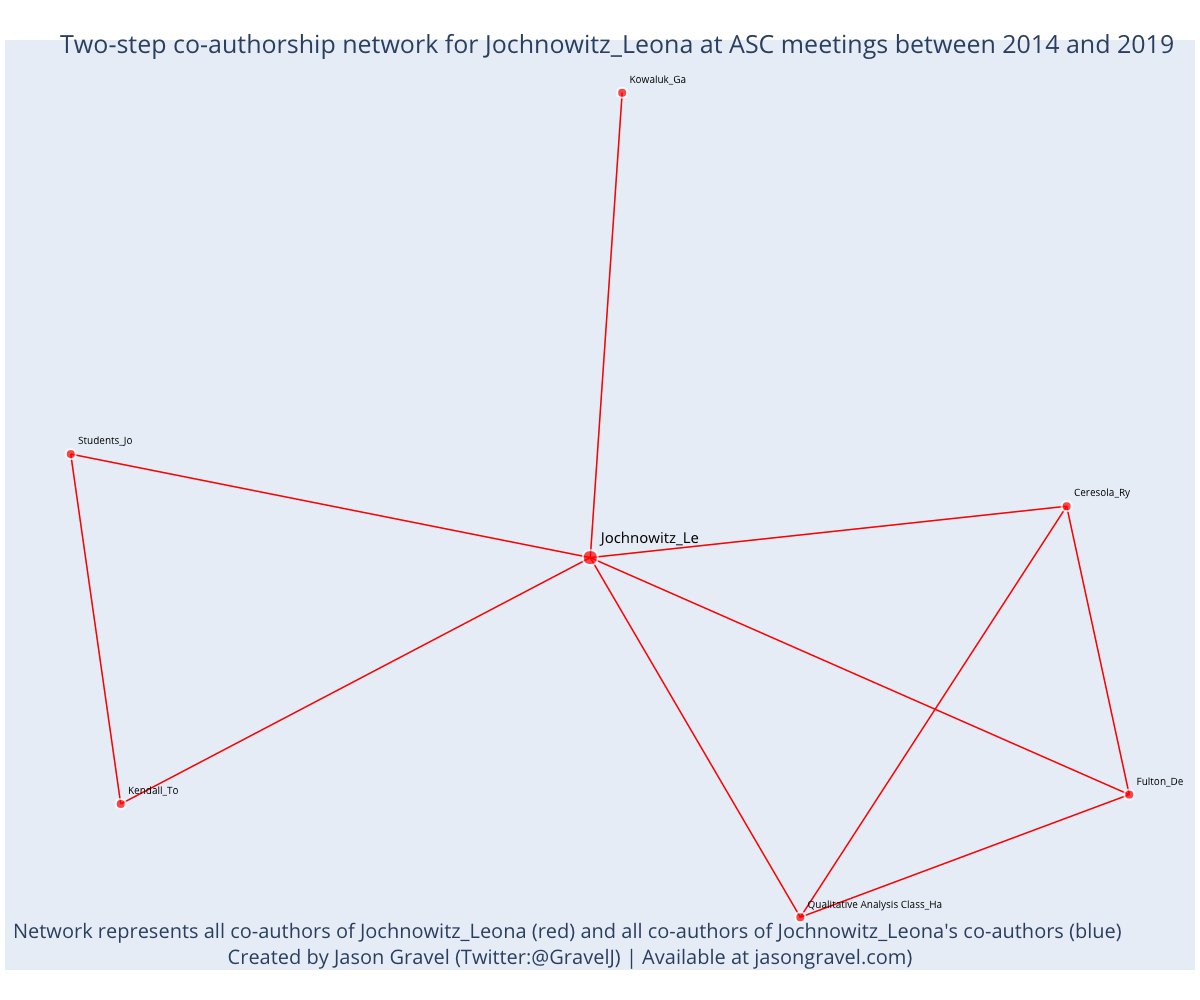 Two-step co-authorship network for Jochnowitz_Leona at ASC meetings between 2014 and 2019
Kowaluk_Ga
Students_Jo
Ceresola_Ry
Jochnowitz_Le
Fulton_De
Kendall_To
Qualitative Analysis Class_Ha
Network represents all co-authors of Jochnowitz_Leona (red) and all co-authors of Jochnowitz_Leona's co-authors (blue)
Created by Jason Gravel (Twitter:@GravelJ) | Available at jasongravel.com)